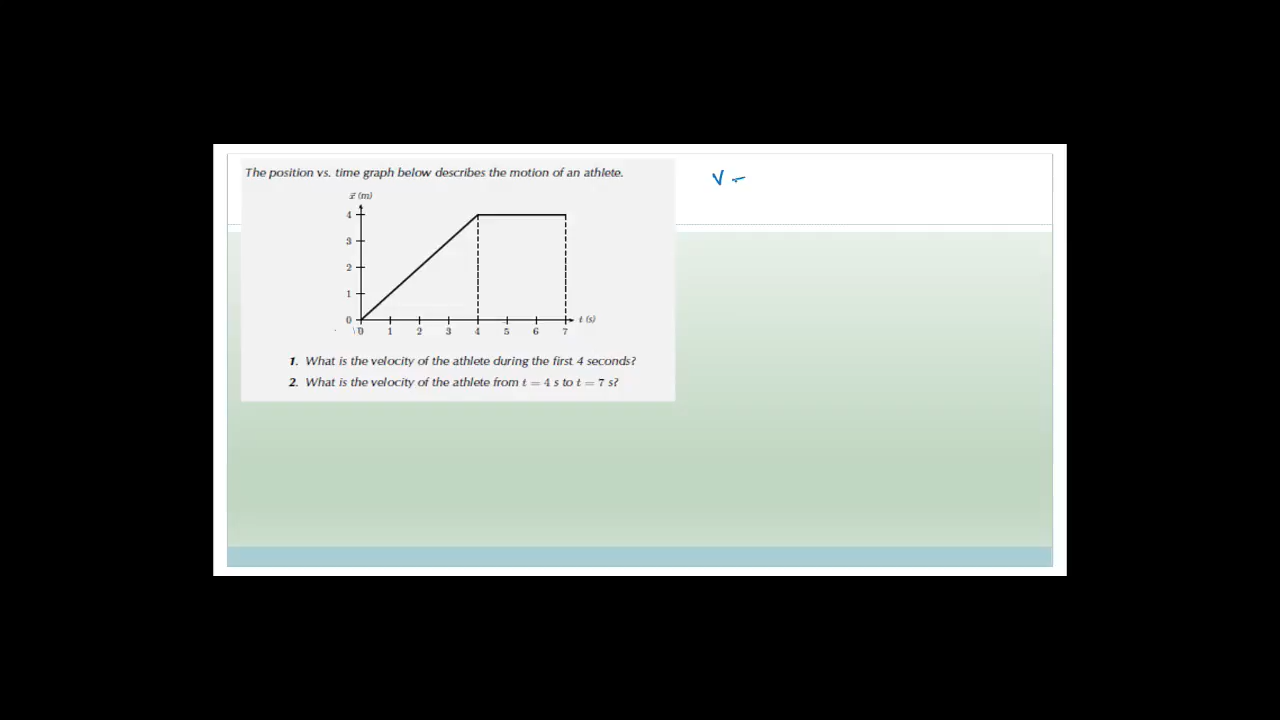 The position vs. time graph below describes the motion of an athlete.
V =
x⃗ (m)
4
3
2
1
0
0 1 2 3 4 5 6 7 t (s)
1. What is the velocity of the athlete during the first 4 seconds?
2. What is the velocity of the athlete from t = 4 s to t = 7 s?